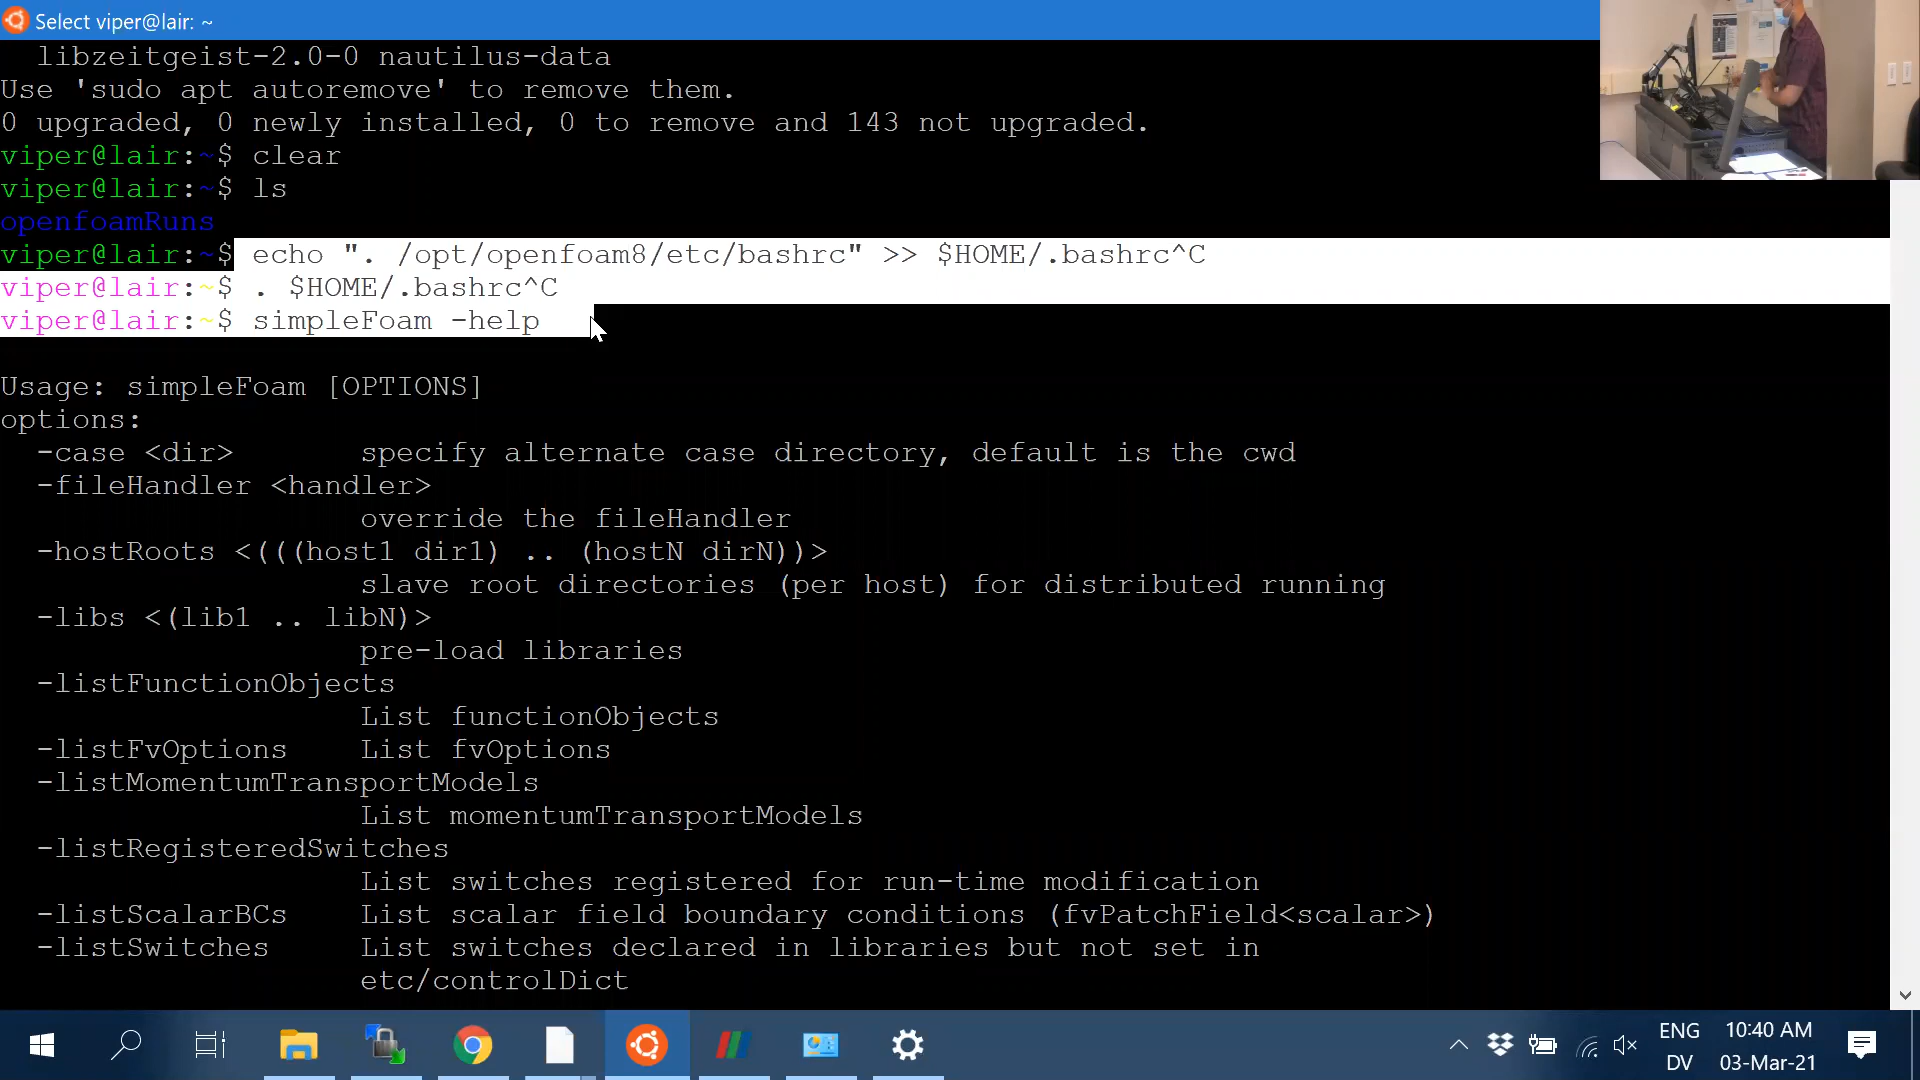 Select viper@lair: ~
libzeitgeist-2.0-0 nautilus-data
Use 'sudo apt autoremove' to remove them.
0 upgraded, 0 newly installed, 0 to remove and 143 not upgraded.
viper@lair:~$ clear
viper@lair:~$ ls
openfoamRuns
viper@lair:~$ echo ". /opt/openfoam8/etc/bashrc" >> $HOME/.bashrc^C
viper@lair:~$ . $HOME/.bashrc^C
viper@lair:~$ simpleFoam -help
Usage: simpleFoam [OPTIONS]
options:
-case <dir> specify alternate case directory, default is the cwd
-fileHandler <handler>
override the fileHandler
-hostRoots <(((host1 dir1) .. (hostN dirN))>
slave root directories (per host) for distributed running
-libs <(lib1 .. libN)>
pre-load libraries
-listFunctionObjects
List functionObjects
-listFvOptions List fvOptions
-listMomentumTransportModels
List momentumTransportModels
-listRegisteredSwitches
List switches registered for run-time modification
-listScalarBCs List scalar field boundary conditions (fvPatchField<scalar>)
-listSwitches List switches declared in libraries but not set in
etc/controlDict
ENG
DV
10:40 AM
03-Mar-21